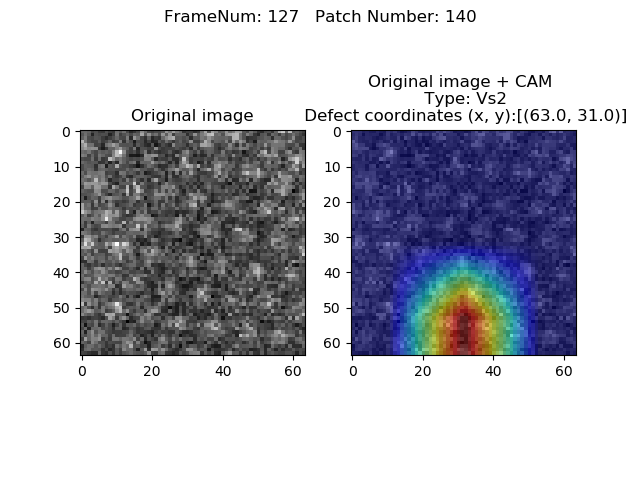 FrameNum: 127   Patch Number: 140
Original image
Original image + CAM
Type: Vs2
Defect coordinates (x, y):[(63.0, 31.0)]
0
10
20
30
40
50
60
0 20 40 60
0
10
20
30
40
50
60
0 20 40 60